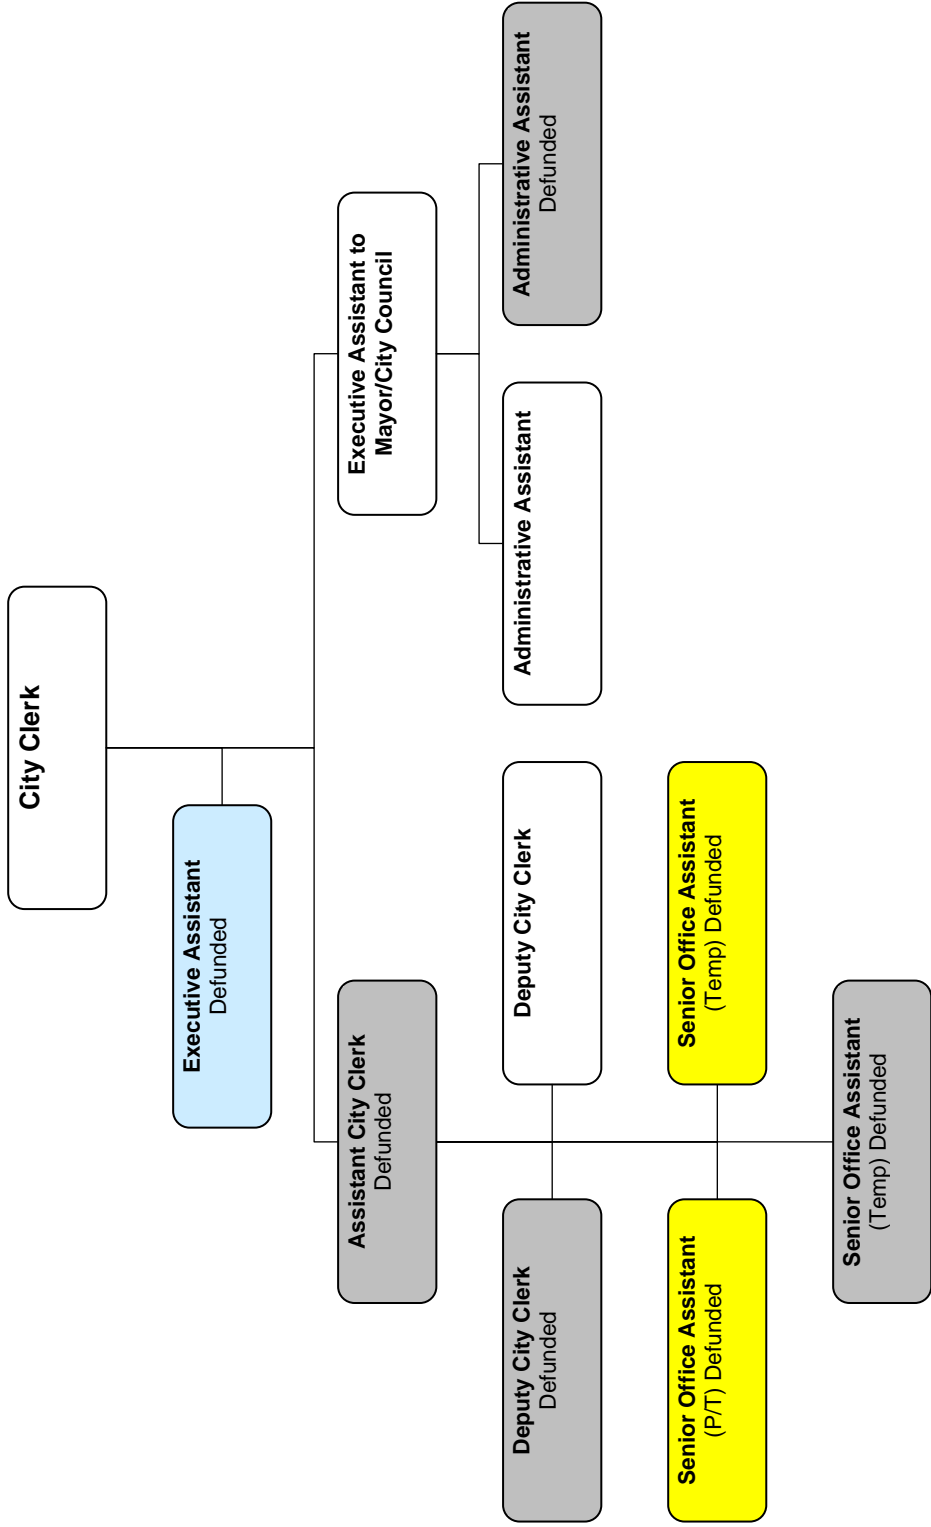 City Clerk
Executive Assistant
Defunded
Assistant City Clerk
Defunded
Executive Assistant to
Mayor/City Council
Deputy City Clerk
Defunded
Deputy City Clerk
Administrative Assistant
Administrative Assistant
Defunded
Senior Office Assistant
(P/T) Defunded
Senior Office Assistant
(Temp) Defunded
Senior Office Assistant
(Temp) Defunded